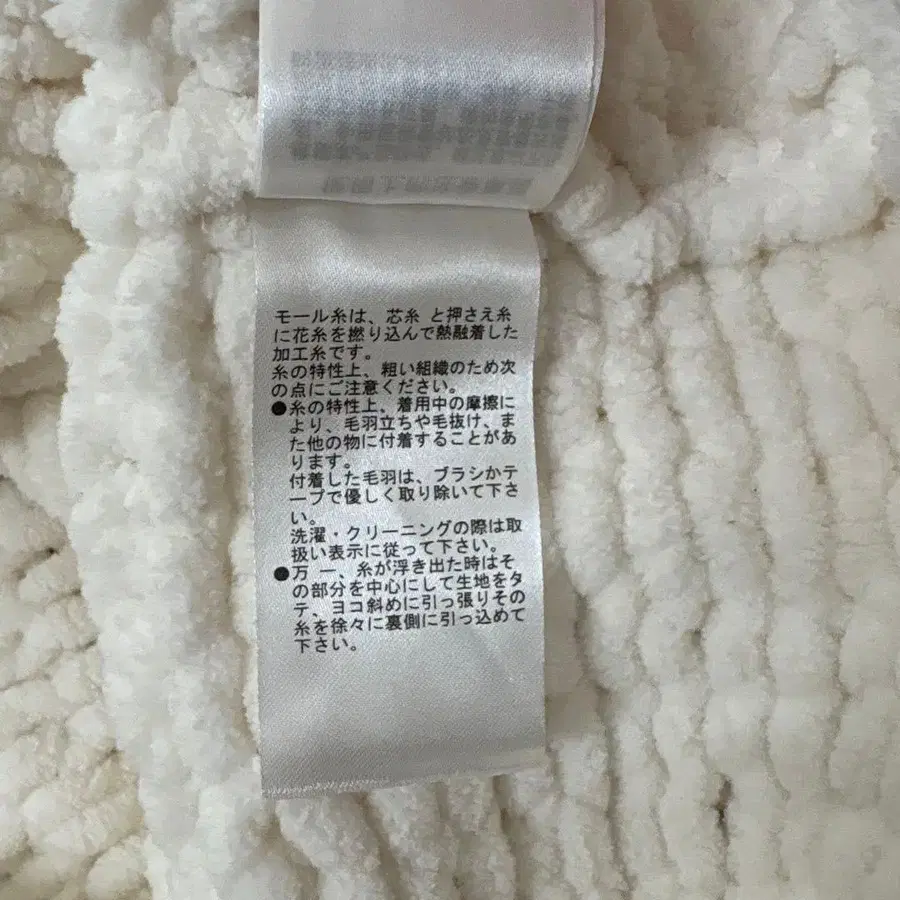 モール糸は、芯糸 と押さえ糸
に花糸を撚り込んで熱融着した
加工糸です。
糸の特性上、粗い組織のため次
の点にご注意ください。
●糸の特性上、着用中の摩擦に
より、毛羽立ちや毛抜け、ま
た他の物に付着することがあ
ります。
付着した毛羽は、ブラシかテ
ープで優しく取り除いて下さ
い。
洗濯・クリーニングの際は取
扱い表示に従って下さい。
●万 一、糸が浮き出た時はそ
の部分を中心にして生地をタ
テ、ヨコ斜めに引っ張りその
糸を徐々に裏側に引っ込めて
下さい。